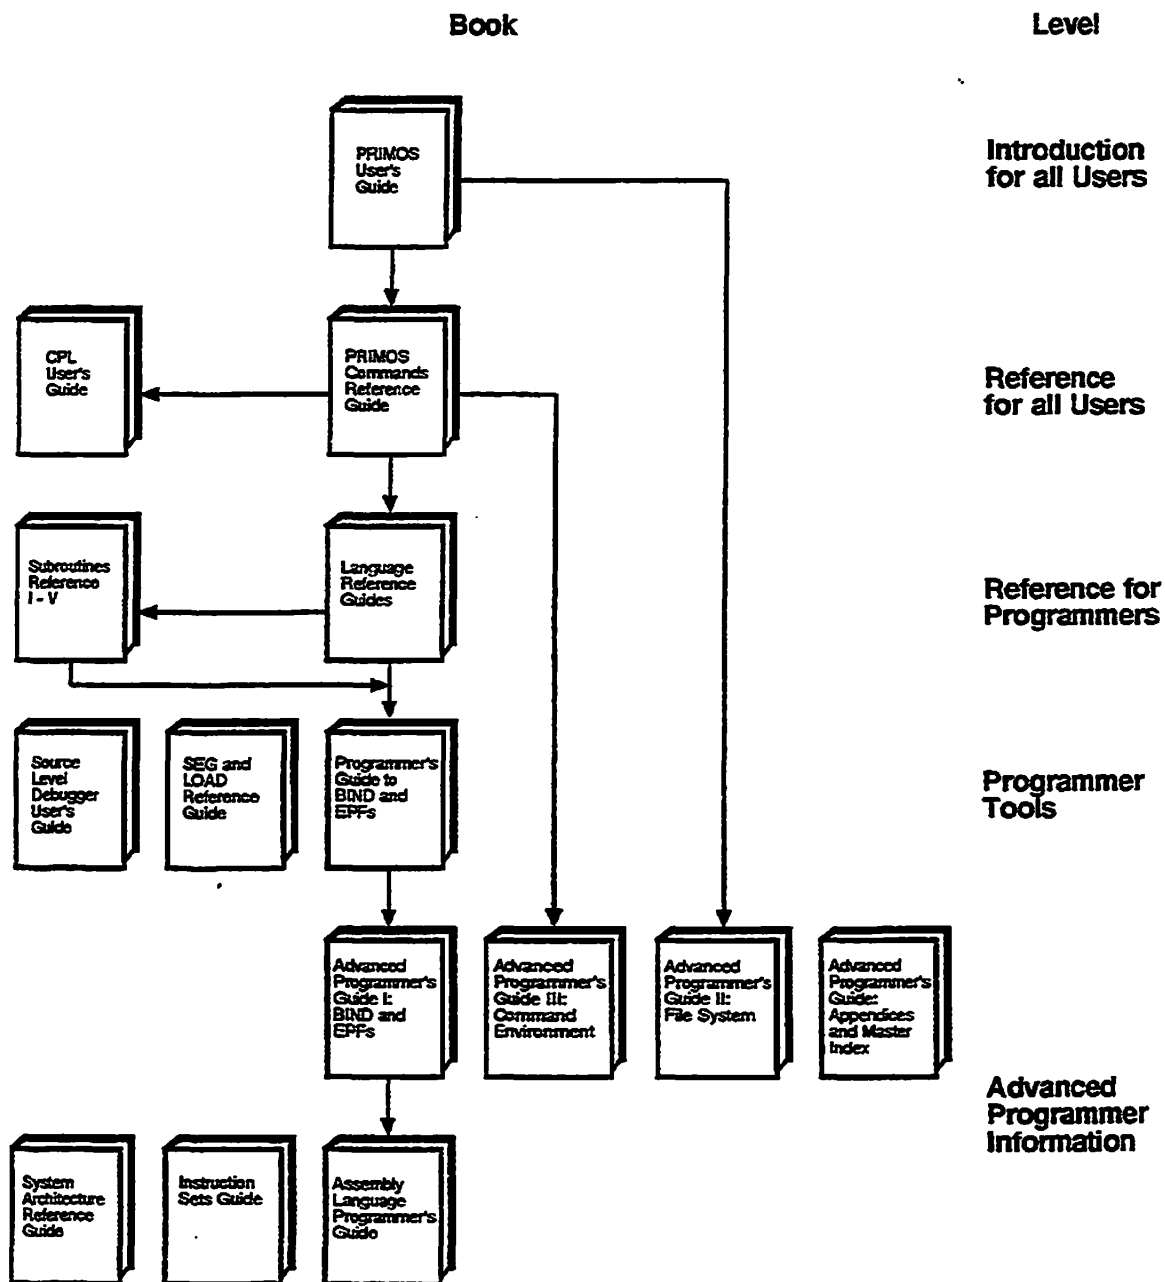 Book
Level
PRIMOS
User's
Guide
Introduction
for all Users
CPL
User's
Guide
PRIMOS
Commands
Reference
Guide
Reference
for all Users
Subroutines
Reference
I - V
Language
Reference
Guides
Reference for
Programmers
Source
Level
Debugger
User's
Guide
SEG and
LOAD
Reference
Guide
Programmer's
Guide to
BIND and
EPFs
Programmer
Tools
Advanced
Programmer's
Guide I:
BIND and
EPFs
Advanced
Programmer's
Guide III:
Command
Environment
Advanced
Programmer's
Guide II:
File System
Advanced
Programmer's
Guide:
Appendices
and Master
Index
Advanced
Programmer
Information
System
Architecture
Reference
Guide
Instruction
Sets Guide
Assembly
Language
Programmer's
Guide